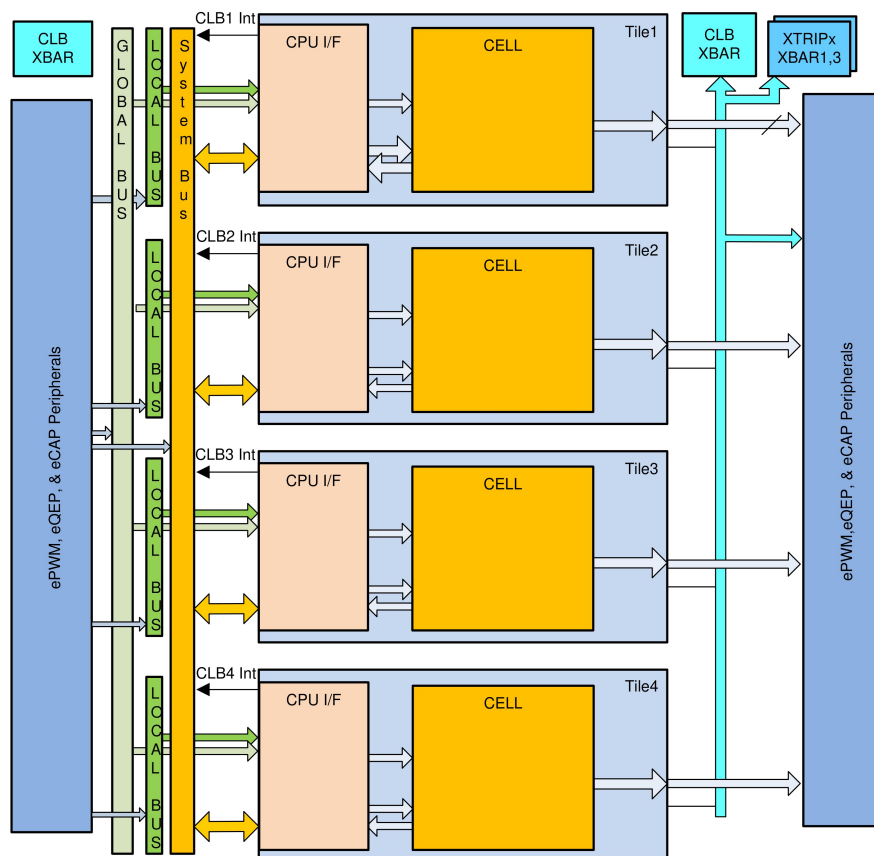 CLB
XBAR
ePWM, eQEP, & eCAP Peripherals
GLOBAL BUS
LOCAL BUS
System Bus
CLB1 Int
CPU I/F
CELL
Tile1
LOCAL BUS
CLB2 Int
CPU I/F
CELL
Tile2
LOCAL BUS
CLB3 Int
CPU I/F
CELL
Tile3
LOCAL BUS
CLB4 Int
CPU I/F
CELL
Tile4
CLB
XBAR
XTRIPx
XBAR1,3
ePWM,eQEP, & eCAP Peripherals